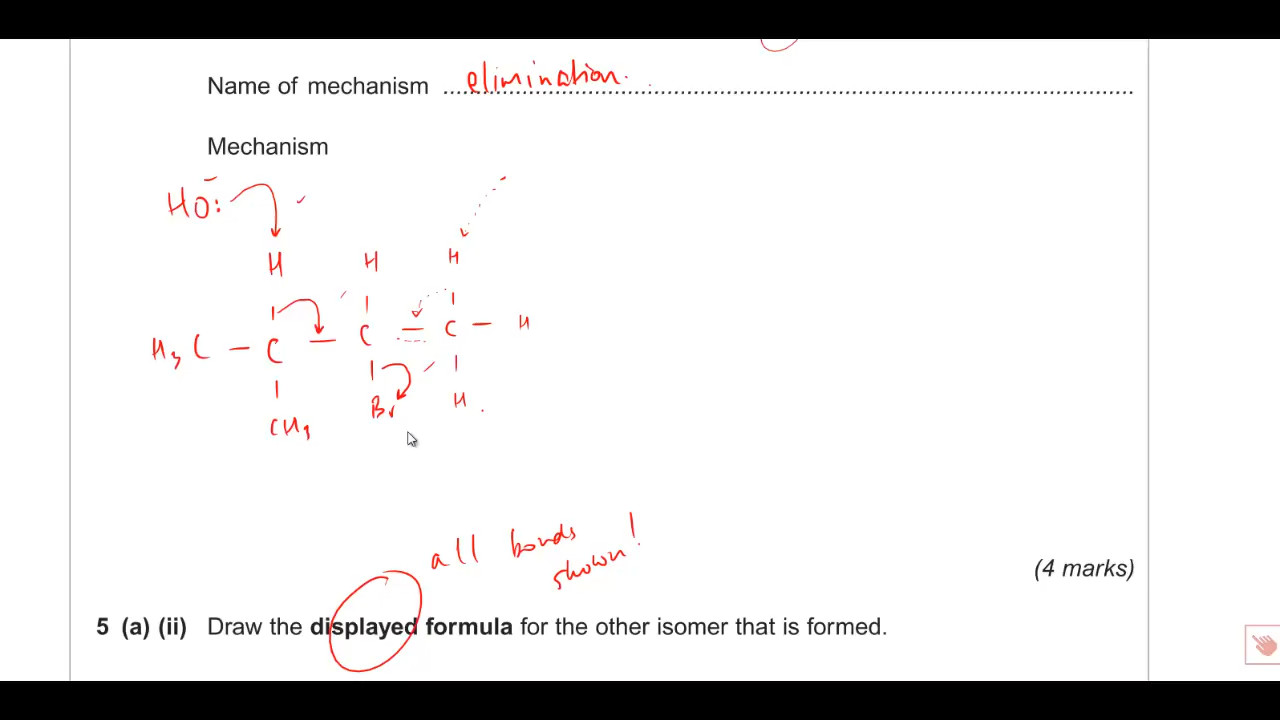 Name of mechanism elimination.
Mechanism
HO:⁻
H H H
H₃C – C – C – C – H
CH₃ Br H
all bonds shown!
(4 marks)
5 (a) (ii) Draw the displayed formula for the other isomer that is formed.